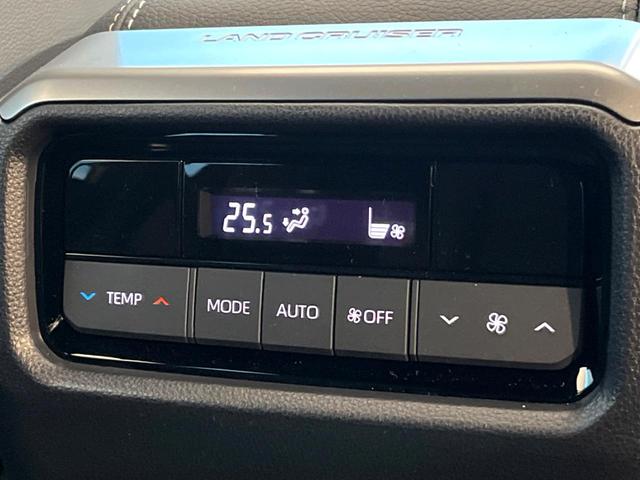 LAND CRUISER
25.5
TEMP MODE AUTO OFF